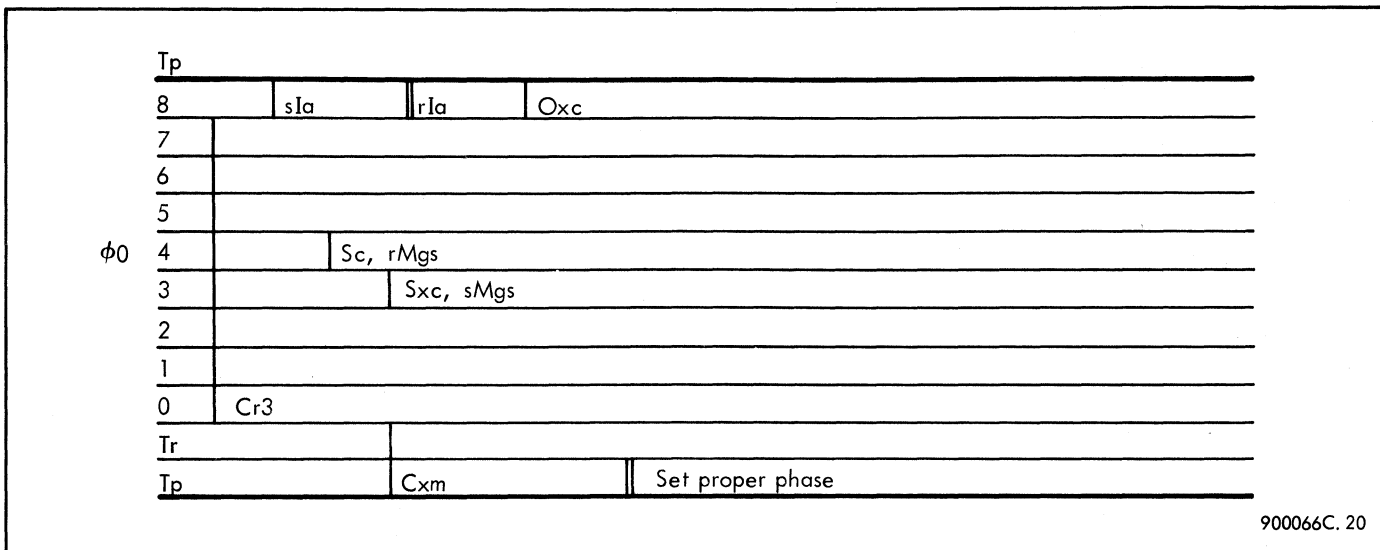 Tp
8 sIa rIa Oxc
7
6
5
ϕ0 4 Sc, rMgs
3 Sxc, sMgs
2
1
0 Cr3
Tr
Tp Cxm Set proper phase
900066C. 20